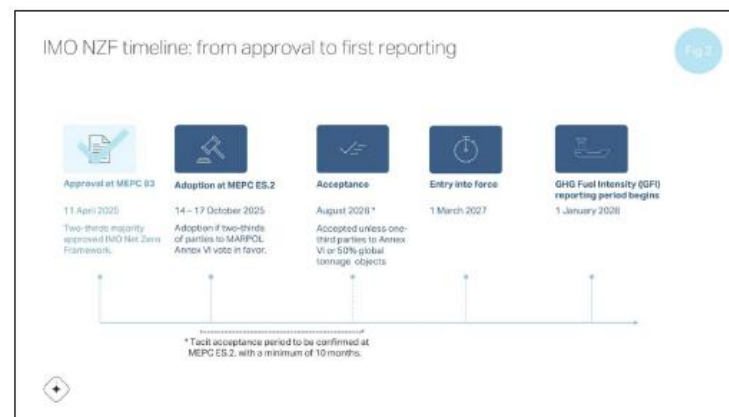 IMO NZF timeline: from approval to first reporting
Fig
Approval at MEPC 83
11 April 2025
Two-thirds majority
approved IMO Net Zero
Framework.
Adoption at MEPC ES.2
14 – 17 October 2025
Adoption if two-thirds
of parties to MARPOL
Annex VI vote in favor.
Acceptance
August 2026 *
Accepted unless one-
third parties to Annex
VI or 50% global
tonnage objects
Entry into force
1 March 2027
GHG Fuel Intensity (GFI)
reporting period begins
1 January 2028
* Tacit acceptance period to be confirmed at
MEPC ES.2, with a minimum of 10 months.